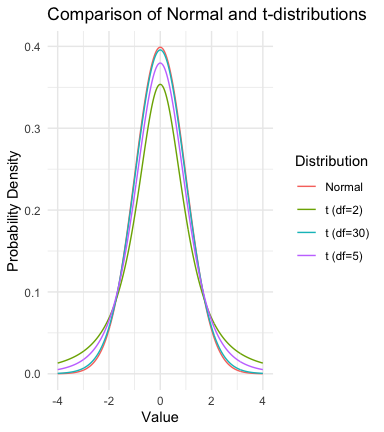 Comparison of Normal and t-distributions
0.4
0.3
0.2
0.1
0.0
Probability Density
-4
-2
0
2
4
Value
Distribution
Normal
t (df=2)
t (df=30)
t (df=5)